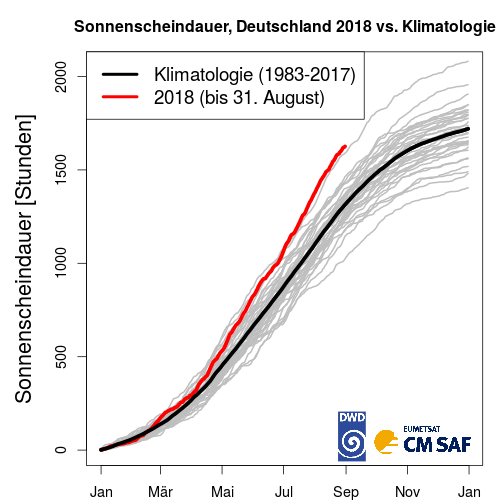 Sonnenscheindauer, Deutschland 2018 vs. Klimatologie
Klimatologie (1983-2017)
2018 (bis 31. August)
Sonnenscheindauer [Stunden]
2000
1500
1000
500
0
DWD
EUMETSAT
CM SAF
Jan Mär Mai Jul Sep Nov Jan